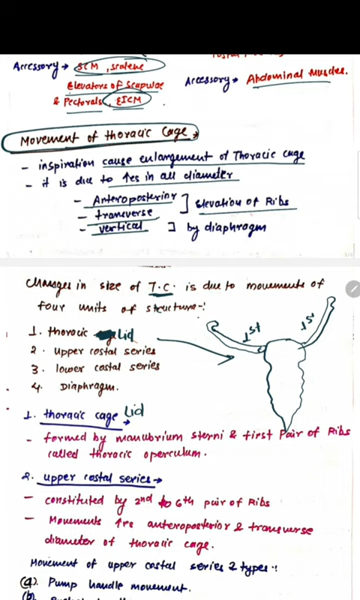 Accessory → SCM, scalene
Elevators of Scapulae
& Pectorals, EICM
Accessory → Abdominal Muscles.
Movement of thoracic cage →
- inspiration cause enlargement of Thoracic cage
- it is due to ↑es in all diameter
- Anteroposterior
- transverse ] Elevation of Ribs
- vertical ] by diaphragm
Changes in size of T.C. is due to movements of
four units of structure -:
1. thoracic Lid
2. upper costal series
3. lower costal series
4. Diaphragm.
1st 1st
1. thoracic cage Lid
- formed by manubrium sterni & first Pair of Ribs
called thoracic operculum.
2. upper costal series →
- constituted by 2nd to 6th pair of Ribs
- Movements ↑es anteroposterior & transverse
diameter of thoracic cage.
Movement of upper costal series 2 types -:
(a). Pump handle movement.
(b).